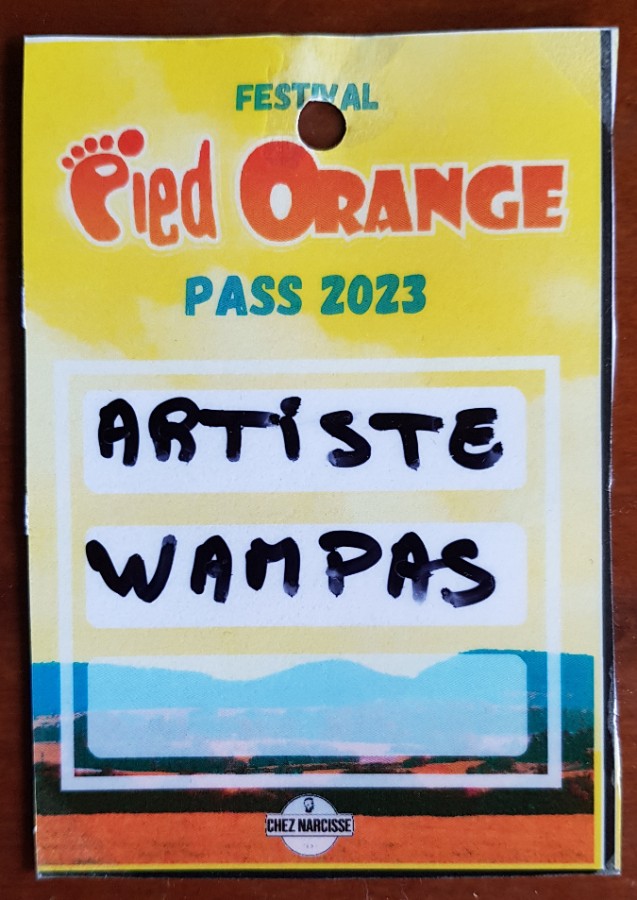 FESTIVAL
Pied ORANGE
PASS 2023
ARTiSTE
WAMPAS
CHEZ NARCISSE